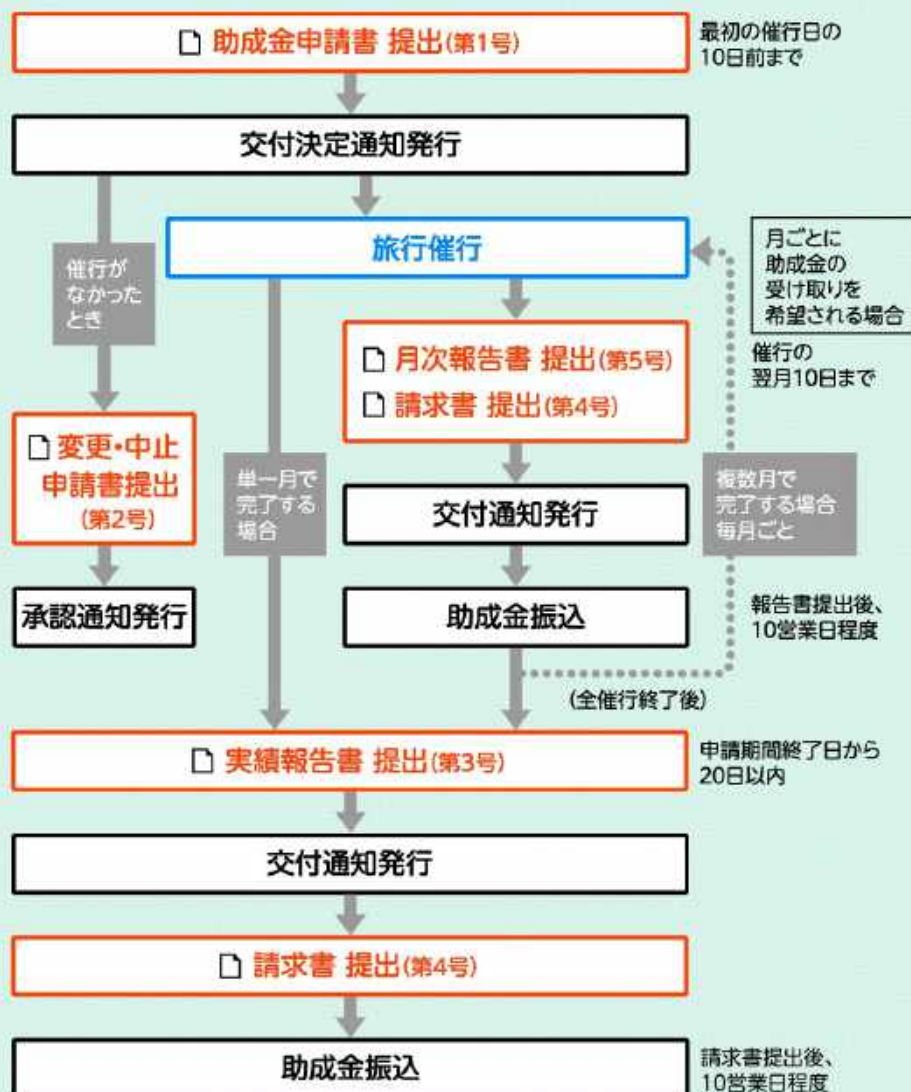 助成金申請書 提出(第1号)
最初の催行日の
10日前まで
交付決定通知発行
旅行催行
催行が
なかった
とき
月ごとに
助成金の
受け取りを
希望される場合
催行の
翌月10日まで
月次報告書 提出(第5号)
請求書 提出(第4号)
変更・中止
申請書提出
(第2号)
単一月で
完了する
場合
交付通知発行
複数月で
完了する場合
毎月ごと
承認通知発行
助成金振込
報告書提出後、
10営業日程度
(全催行終了後)
実績報告書 提出(第3号)
申請期間終了日から
20日以内
交付通知発行
請求書 提出(第4号)
助成金振込
請求書提出後、
10営業日程度